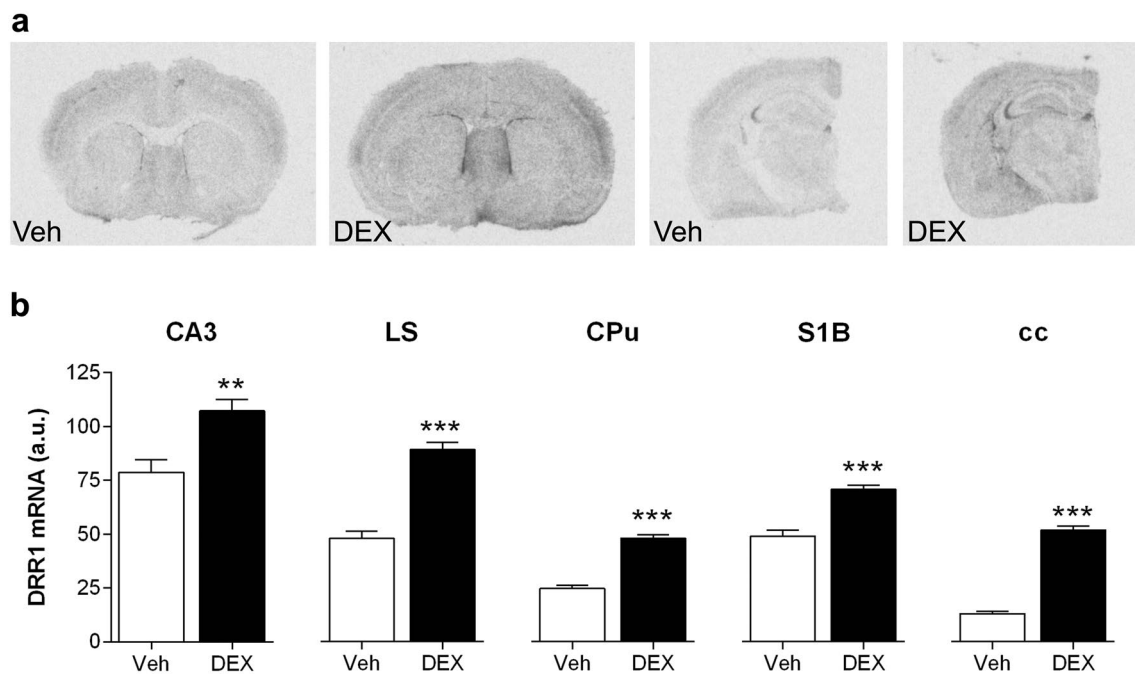 a
Veh DEX Veh DEX
b
CA3 LS CPu S1B cc
DRR1 mRNA (a.u.)
125
100
75
50
25
0
** *** *** *** ***
Veh DEX Veh DEX Veh DEX Veh DEX Veh DEX